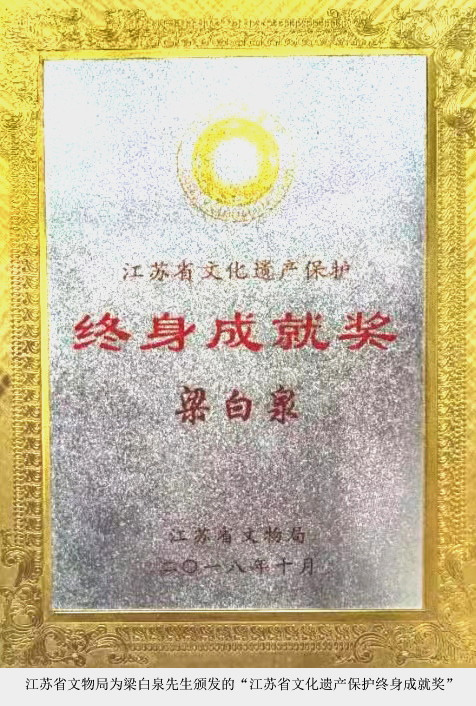 江苏省文化遗产保护
终身成就奖
梁白泉
江苏省文物局
二〇一八年十月
江苏省文物局为梁白泉先生颁发的“江苏省文化遗产保护终身成就奖”